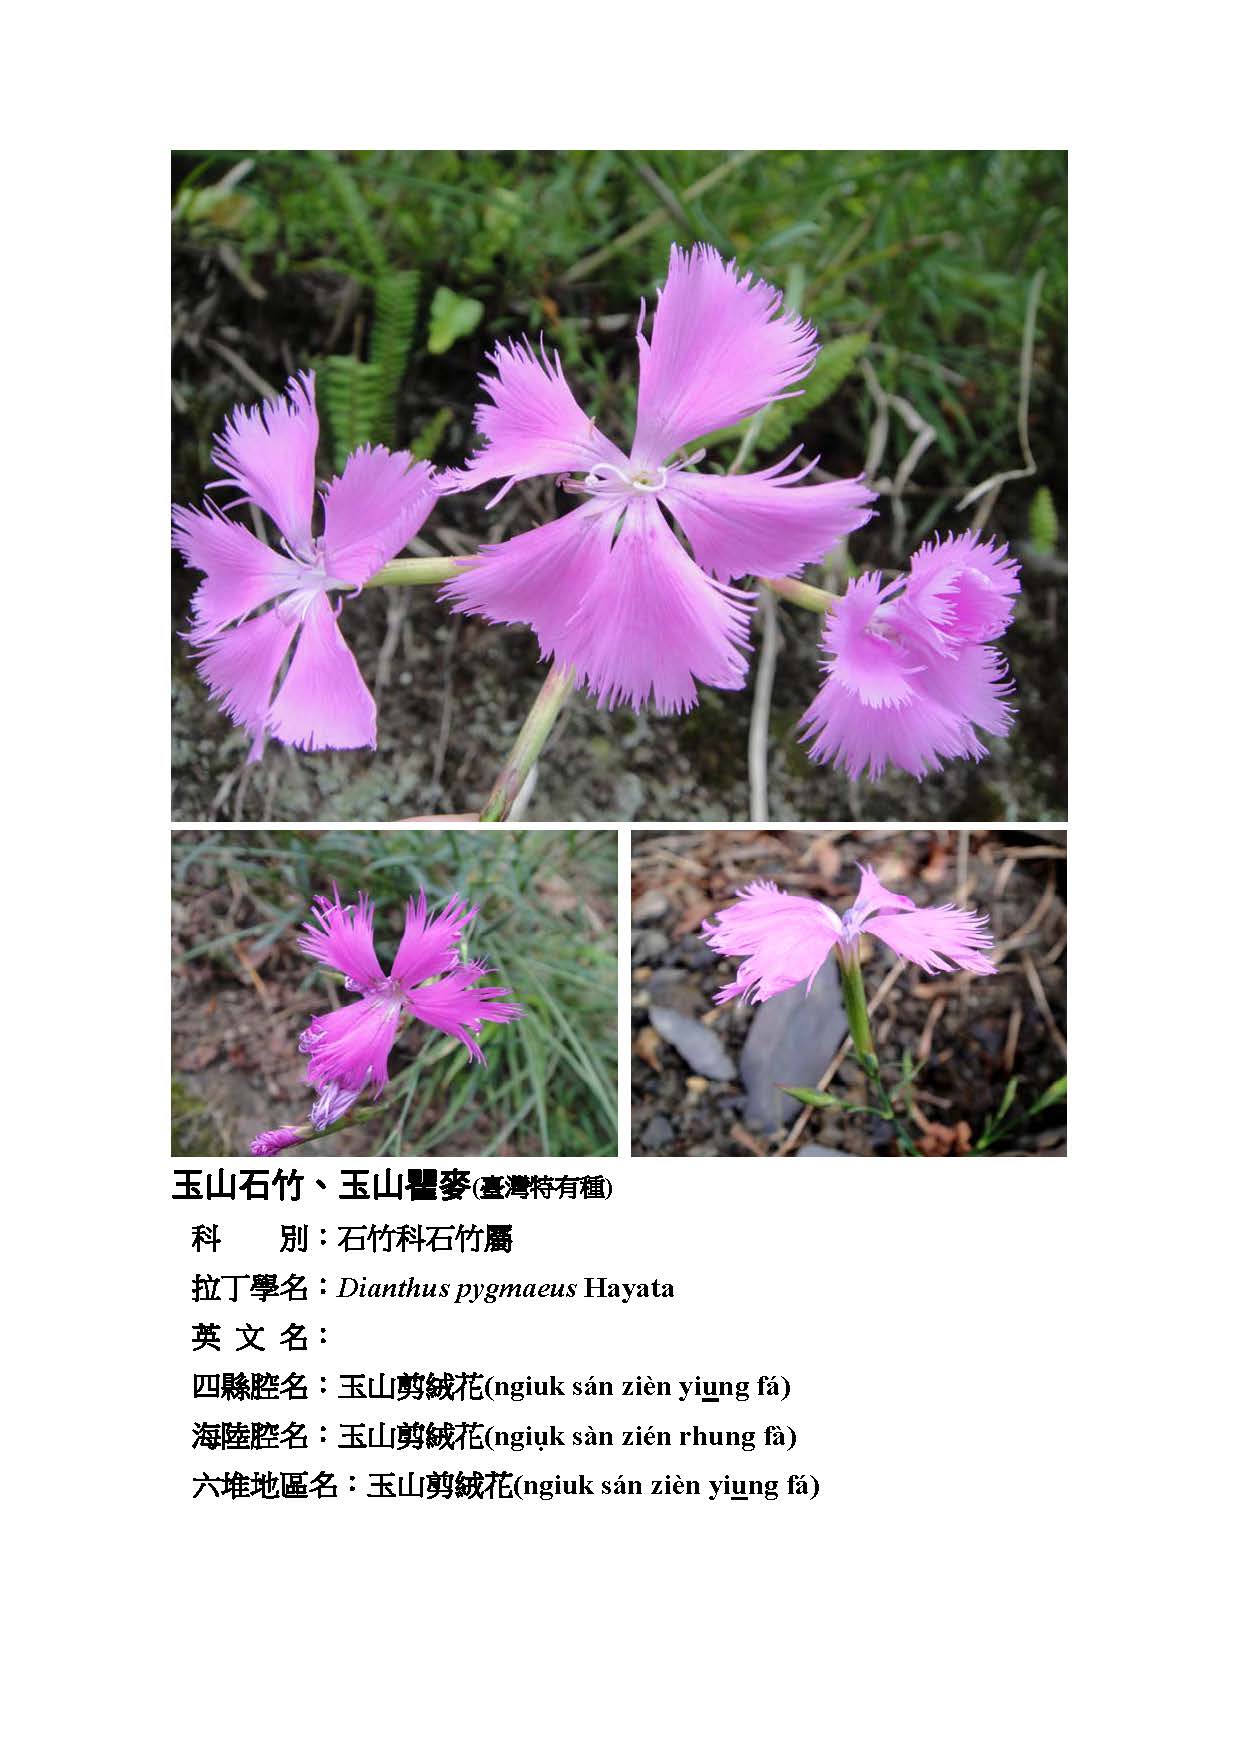 玉山石竹、玉山瞿麥(臺灣特有種)
科　　別：石竹科石竹屬
拉丁學名：Dianthus pygmaeus Hayata
英 文 名：
四縣腔名：玉山剪絨花(ngiuk sán zièn yiung fá)
海陸腔名：玉山剪絨花(ngiụk sàn zién rhung fà)
六堆地區名：玉山剪絨花(ngiuk sán zièn yiung fá)